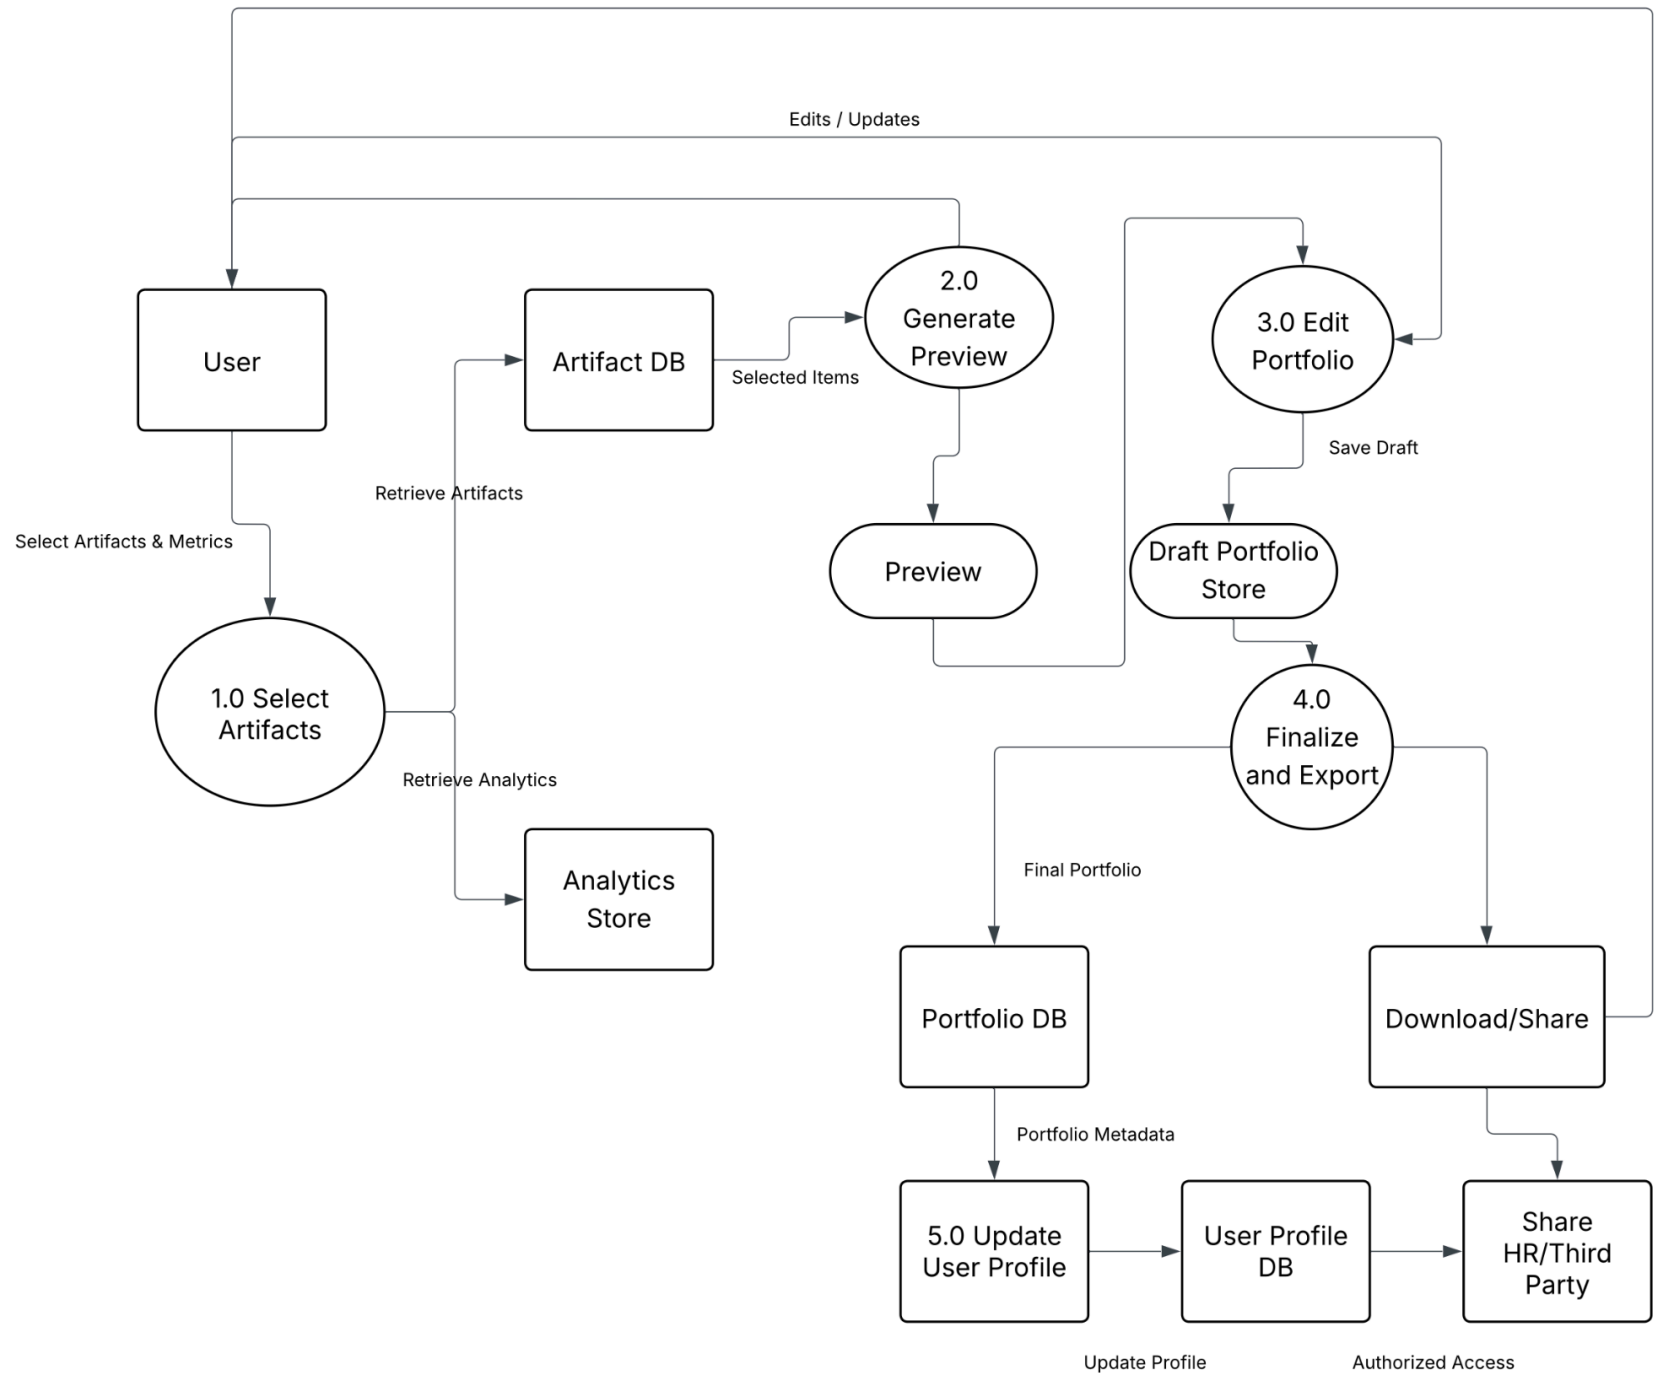 Edits / Updates
2.0
Generate
Preview
3.0 Edit
Portfolio
User
Artifact DB
Selected Items
Save Draft
Retrieve Artifacts
Select Artifacts & Metrics
Preview
Draft Portfolio
Store
1.0 Select
Artifacts
4.0
Finalize
and Export
Retrieve Analytics
Analytics
Store
Final Portfolio
Portfolio DB
Download/Share
Portfolio Metadata
5.0 Update
User Profile
User Profile
DB
Share
HR/Third
Party
Update Profile
Authorized Access